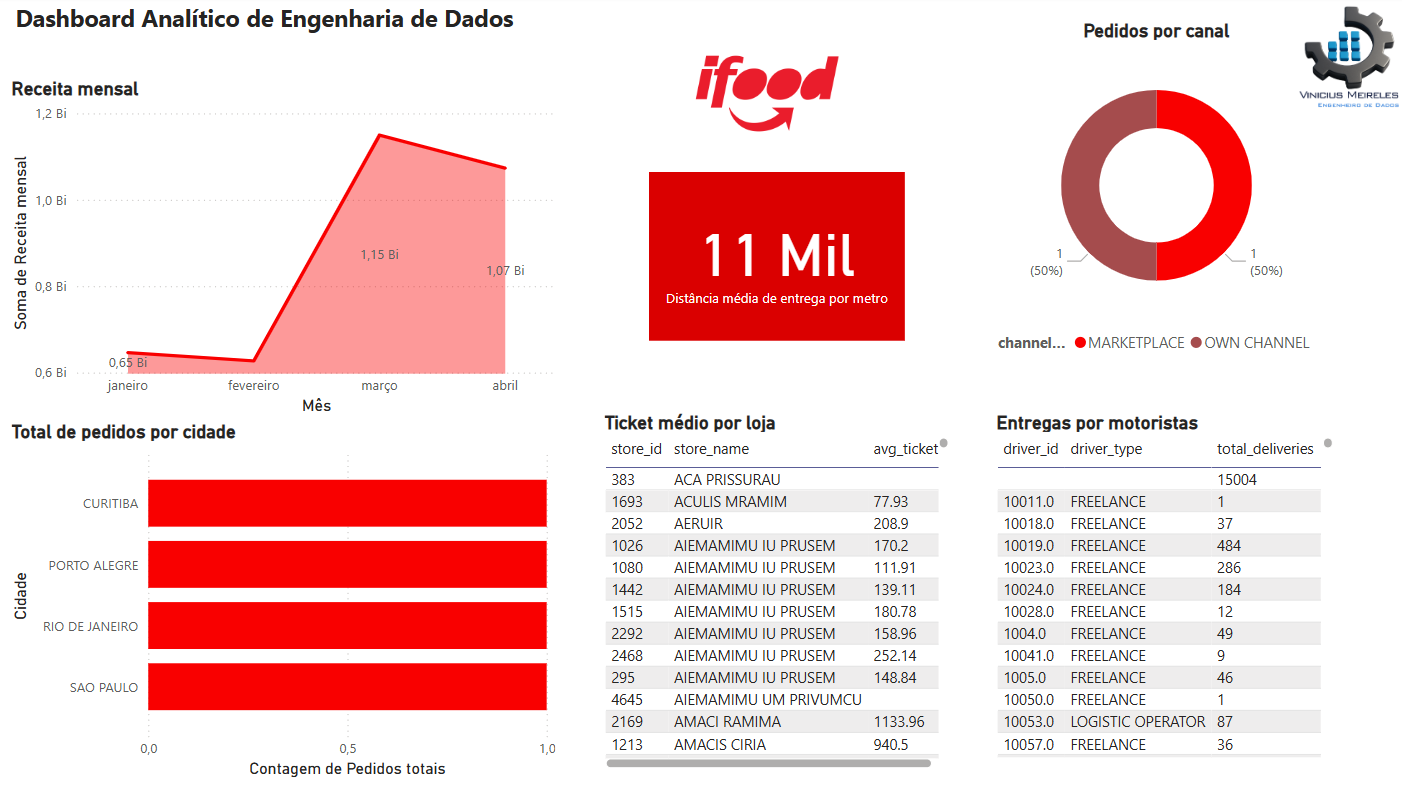 Dashboard Analítico de Engenharia de Dados
Receita mensal
Soma de Receita mensal
1,2 Bi
1,0 Bi
0,8 Bi
0,6 Bi
0,65 Bi
1,15 Bi
1,07 Bi
janeiro fevereiro março abril
Mês
ifood
11 Mil
Distância média de entrega por metro
Pedidos por canal
1
(50%)
1
(50%)
channel... MARKETPLACE OWN CHANNEL
VINICIUS MEIRELES
ENGENHEIRO DE DADOS
Total de pedidos por cidade
Cidade
CURITIBA
PORTO ALEGRE
RIO DE JANEIRO
SAO PAULO
0,0 0,5 1,0
Contagem de Pedidos totais
Ticket médio por loja
store_id store_name avg_ticket
383 ACA PRISSURAU
1693 ACULIS MRAMIM 77.93
2052 AERUIR 208.9
1026 AIEMAMIMU IU PRUSEM 170.2
1080 AIEMAMIMU IU PRUSEM 111.91
1442 AIEMAMIMU IU PRUSEM 139.11
1515 AIEMAMIMU IU PRUSEM 180.78
2292 AIEMAMIMU IU PRUSEM 158.96
2468 AIEMAMIMU IU PRUSEM 252.14
295 AIEMAMIMU IU PRUSEM 148.84
4645 AIEMAMIMU UM PRIVUMCU
2169 AMACI RAMIMA 1133.96
1213 AMACIS CIRIA 940.5
Entregas por motoristas
driver_id driver_type total_deliveries
15004
10011.0 FREELANCE 1
10018.0 FREELANCE 37
10019.0 FREELANCE 484
10023.0 FREELANCE 286
10024.0 FREELANCE 184
10028.0 FREELANCE 12
1004.0 FREELANCE 49
10041.0 FREELANCE 9
1005.0 FREELANCE 46
10050.0 FREELANCE 1
10053.0 LOGISTIC OPERATOR 87
10057.0 FREELANCE 36